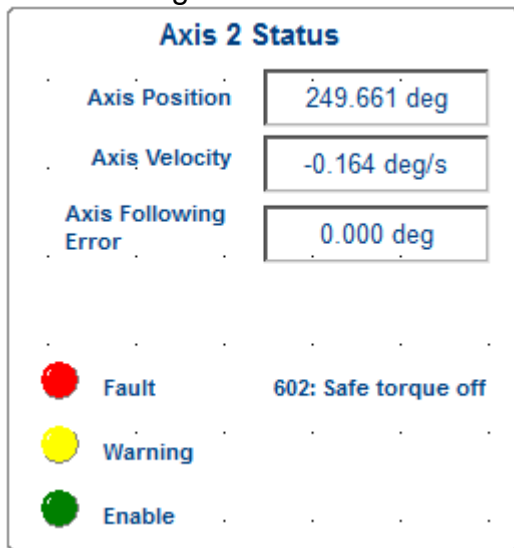 Axis 2 Status
Axis Position 249.661 deg
Axis Velocity -0.164 deg/s
Axis Following
Error 0.000 deg
Fault 602: Safe torque off
Warning
Enable